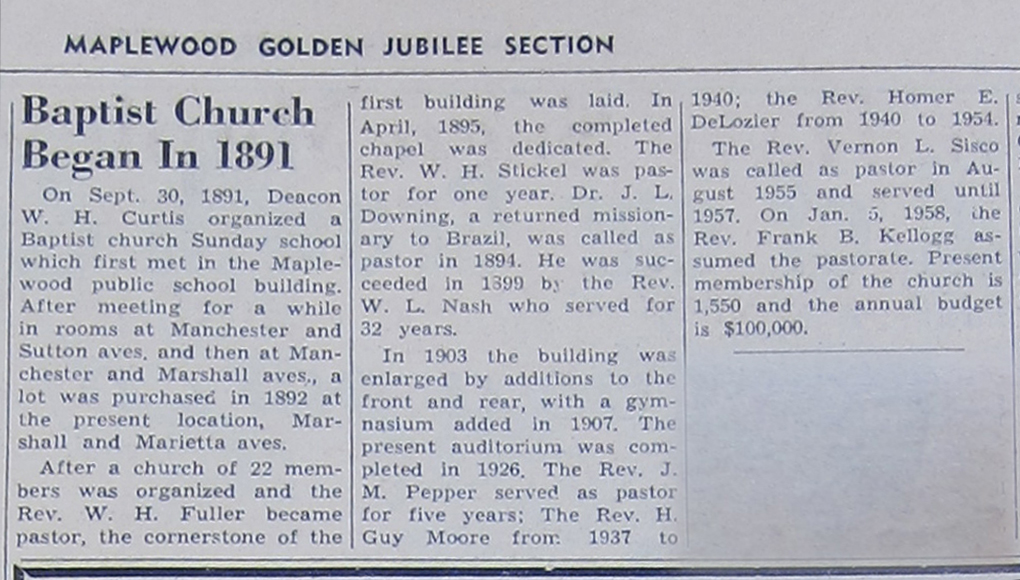 MAPLEWOOD GOLDEN JUBILEE SECTION
Baptist Church
Began In 1891
On Sept. 30, 1891, Deacon
W. H. Curtis organized a
Baptist church Sunday school
which first met in the Maple-
wood public school building.
After meeting for a while
in rooms at Manchester and
Sutton aves. and then at Man-
chester and Marshall aves., a
lot was purchased in 1892 at
the present location, Mar-
shall and Marietta aves.
After a church of 22 mem-
bers was organized and the
Rev. W. H. Fuller became
pastor, the cornerstone of the
first building was laid. In
April, 1895, the completed
chapel was dedicated. The
Rev. W. H. Stickel was pas-
tor for one year. Dr. J. L.
Downing, a returned mission-
ary to Brazil, was called as
pastor in 1894. He was suc-
ceeded in 1899 by the Rev.
W. L. Nash who served for
32 years.
In 1903 the building was
enlarged by additions to the
front and rear, with a gym-
nasium added in 1907. The
present auditorium was com-
pleted in 1926. The Rev. J.
M. Pepper served as pastor
for five years; The Rev. H.
Guy Moore from 1937 to
1940; the Rev. Homer E.
DeLozier from 1940 to 1954.
The Rev. Vernon L. Sisco
was called as pastor in Au-
gust 1955 and served until
1957. On Jan. 5, 1958, the
Rev. Frank B. Kellogg as-
sumed the pastorate. Present
membership of the church is
1,550 and the annual budget
is $100,000.